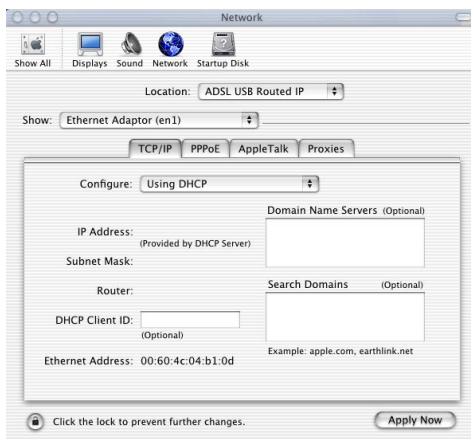 Network
Show All Displays Sound Network Startup Disk
Location: ADSL USB Routed IP
Show: Ethernet Adaptor (en1)
TCP/IP PPPoE AppleTalk Proxies
Configure: Using DHCP
Domain Name Servers (Optional)
IP Address:
(Provided by DHCP Server)
Subnet Mask:
Router:
Search Domains (Optional)
DHCP Client ID:
(Optional)
Example: apple.com, earthlink.net
Ethernet Address: 00:60:4c:04:b1:0d
Click the lock to prevent further changes.
Apply Now